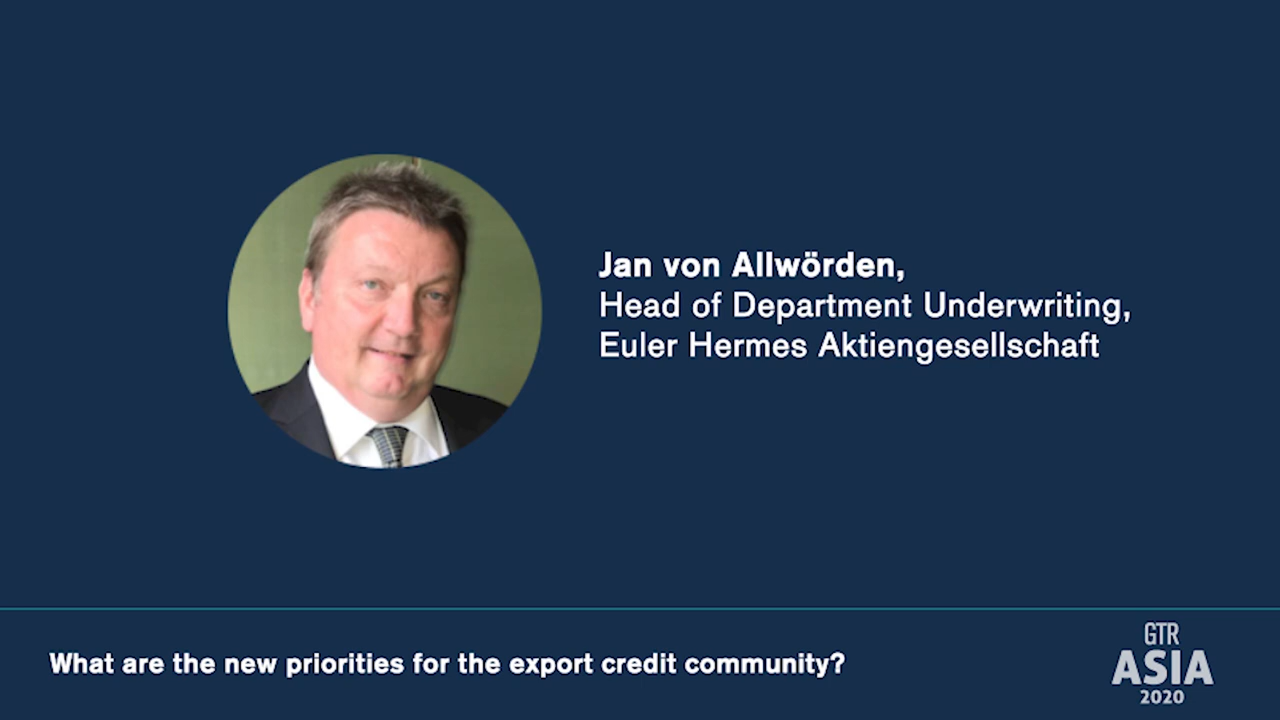 Jan von Allwörden,
Head of Department Underwriting,
Euler Hermes Aktiengesellschaft
What are the new priorities for the export credit community?
GTR
ASIA
2020